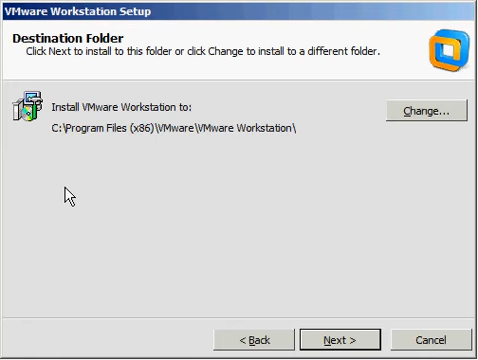 VMware Workstation Setup
Destination Folder
Click Next to install to this folder or click Change to install to a different folder.
Install VMware Workstation to:
Change...
C:\Program Files (x86)\VMware\VMware Workstation\
< Back
Next >
Cancel